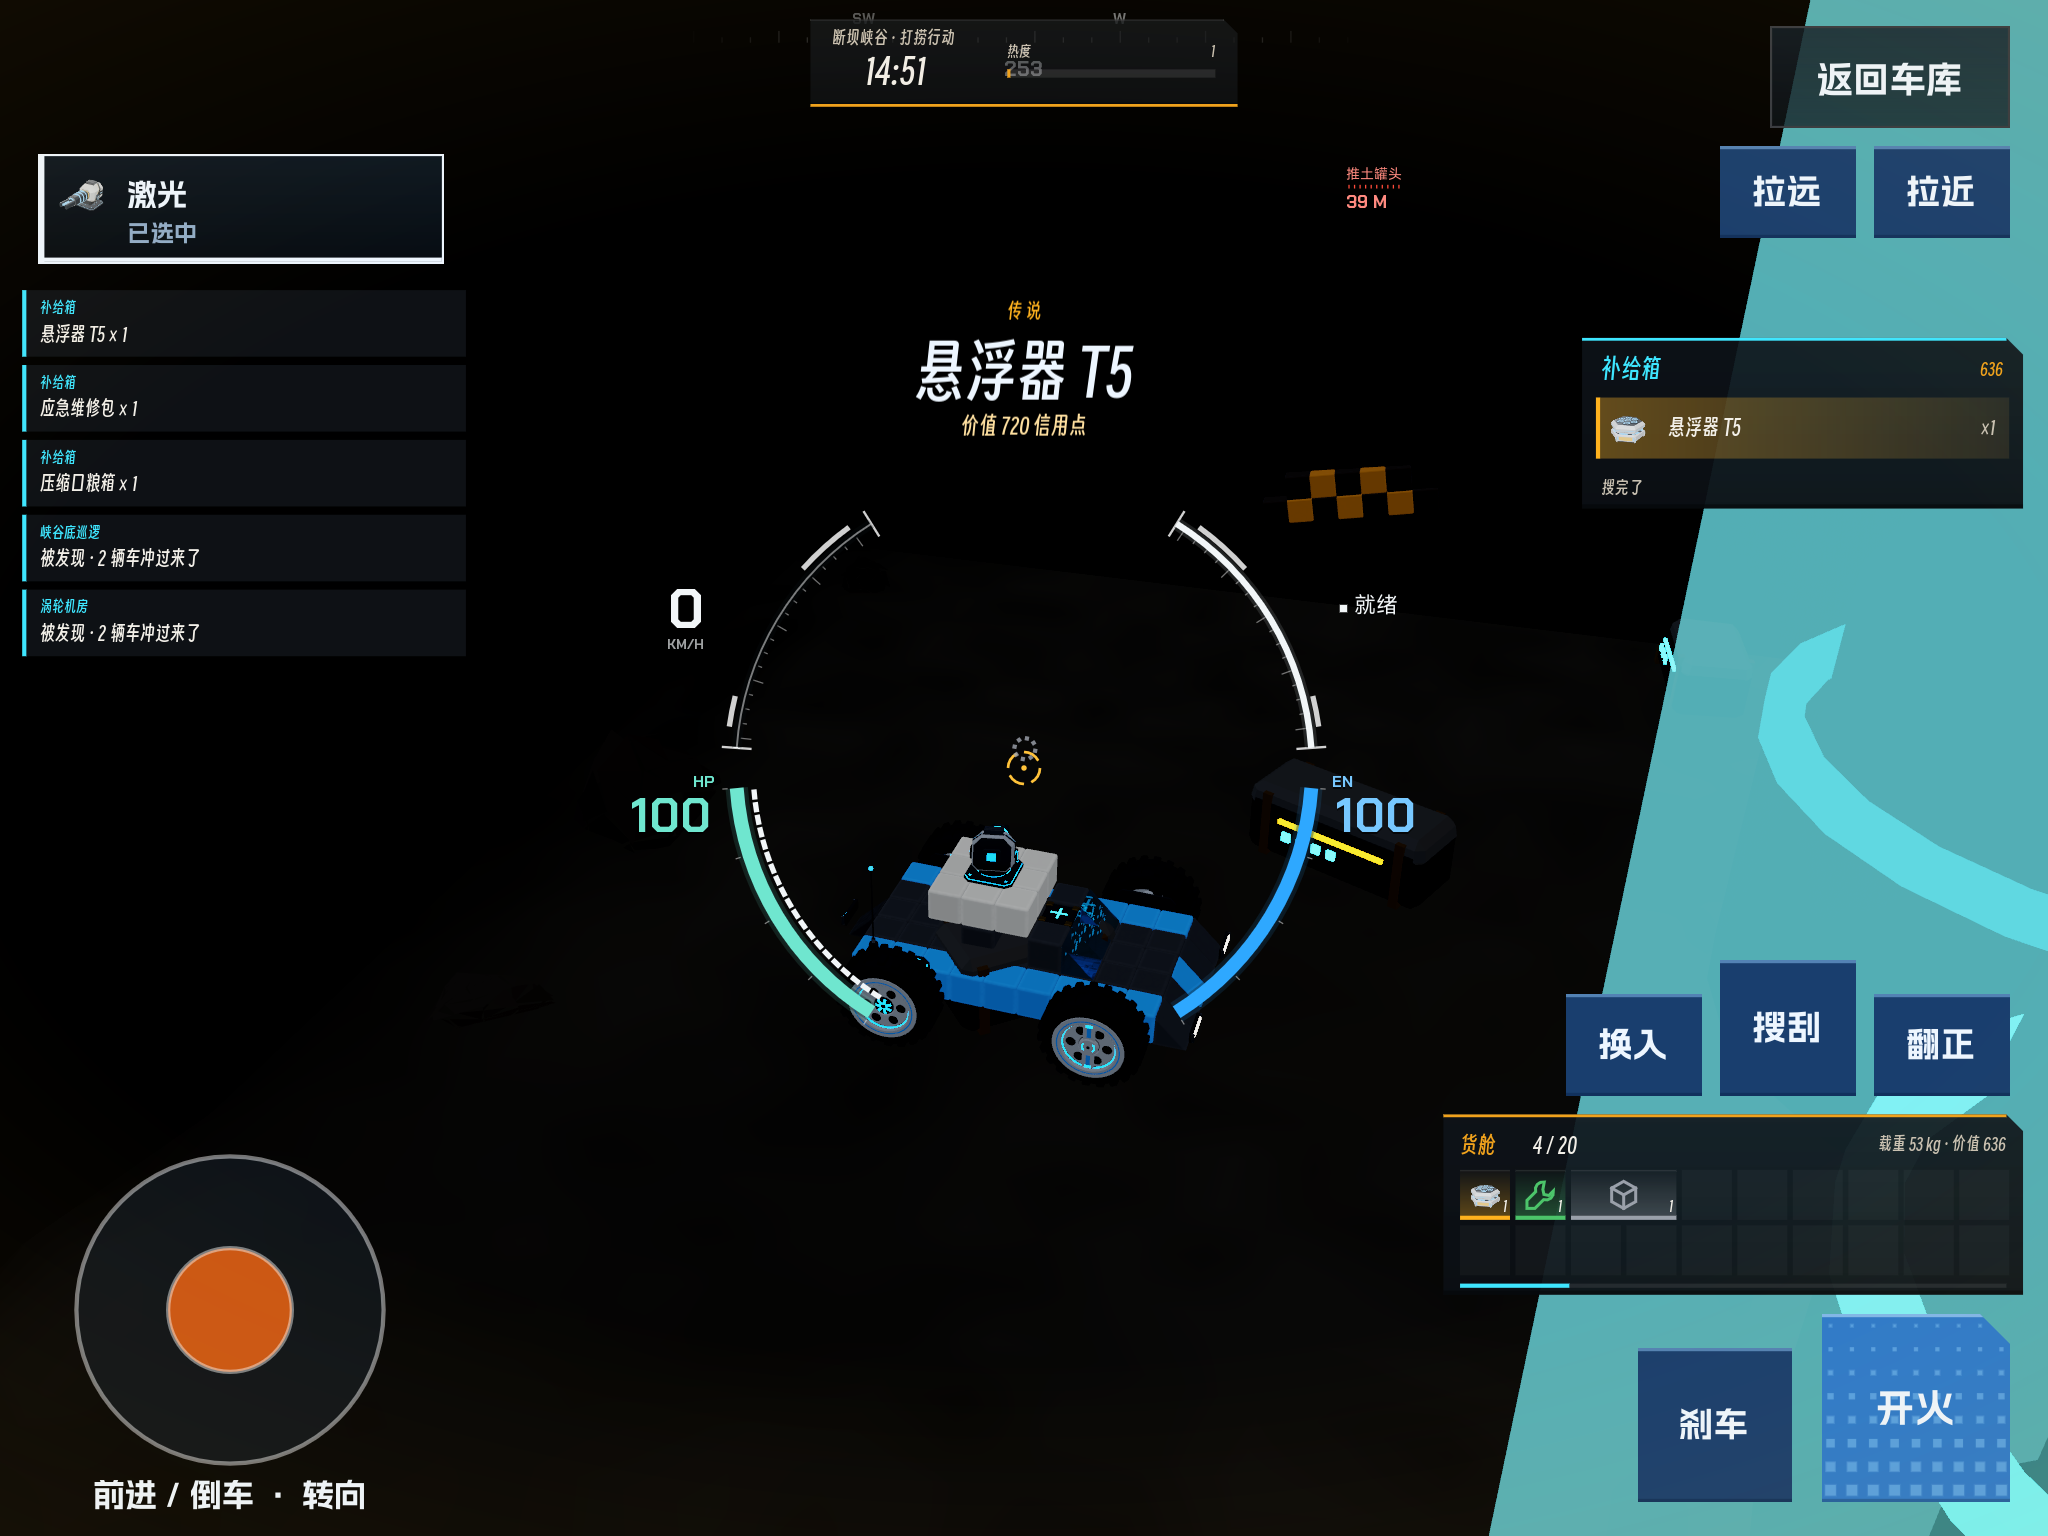 SW
W
断坝峡谷 · 打捞行动
14:51
热度
1
253
返回车库
拉远
拉近
激光
已选中
推土罐头
39 M
补给箱
悬浮器 T5 x 1
补给箱
应急维修包 x 1
补给箱
压缩口粮箱 x 1
峡谷底巡逻
被发现 · 2 辆车冲过来了
涡轮机房
被发现 · 2 辆车冲过来了
传说
悬浮器 T5
价值 720 信用点
补给箱
636
悬浮器 T5
x1
搜完了
0
KM/H
就绪
HP
100
EN
100
换入
搜刮
翻正
货舱
4 / 20
载重 53 kg · 价值 636
1
1
1
刹车
开火
前进 / 倒车 · 转向